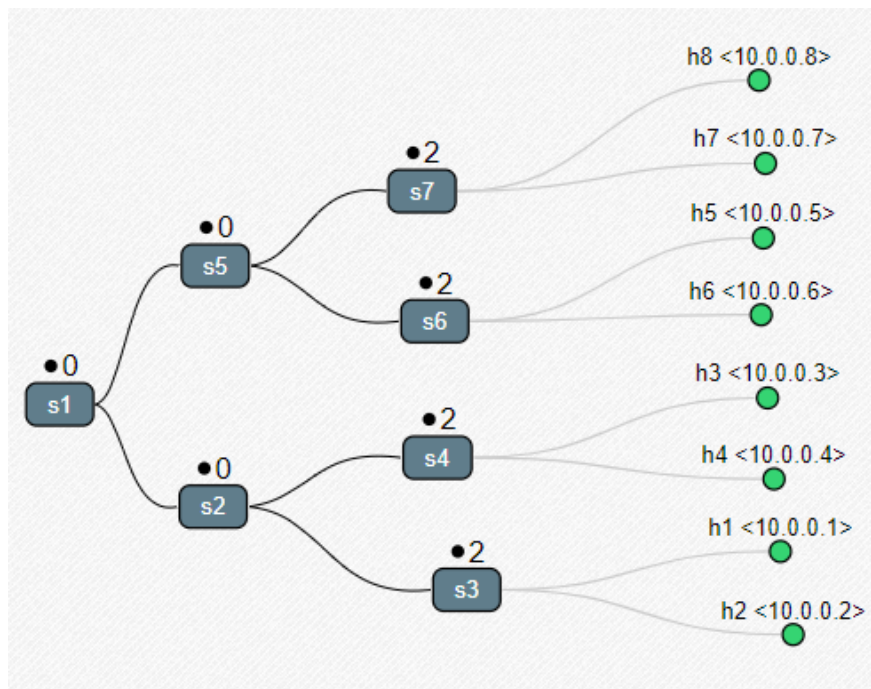 h8 <10.0.0.8>
h7 <10.0.0.7>
●2
s7
h5 <10.0.0.5>
●0
s5
●2
s6
h6 <10.0.0.6>
●0
s1
h3 <10.0.0.3>
●2
s4
h4 <10.0.0.4>
●0
s2
h1 <10.0.0.1>
●2
s3
h2 <10.0.0.2>